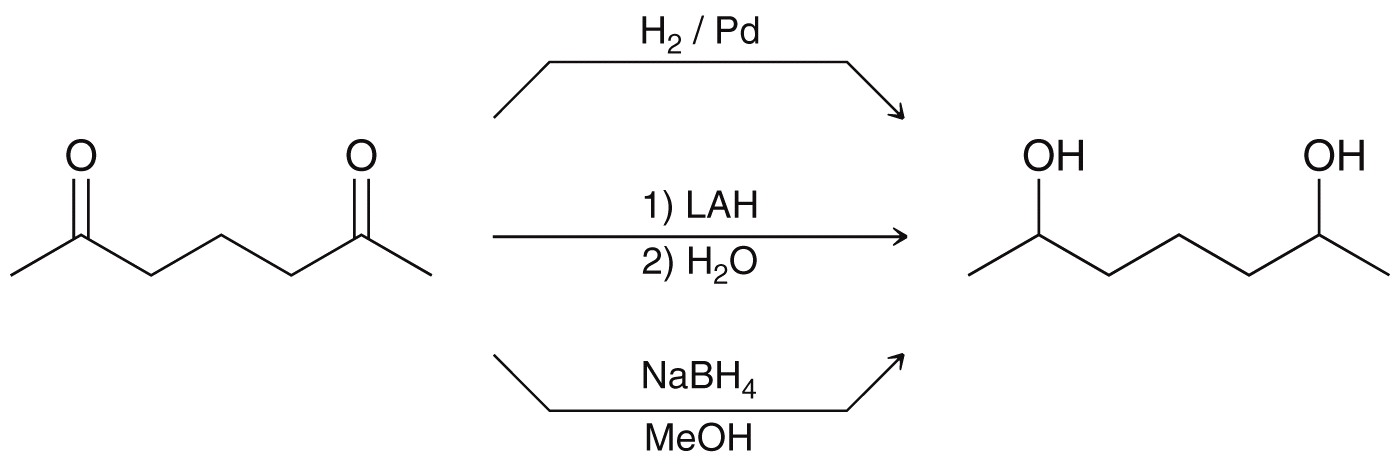 H₂ / Pd
O O
OH OH
1) LAH
2) H₂O
NaBH₄
MeOH